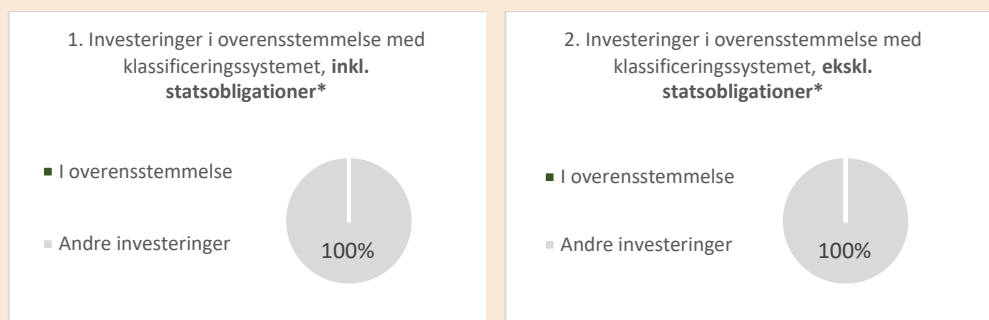 1. Investeringer i overensstemmelse med
klassificeringssystemet, inkl.
statsobligationer*
I overensstemmelse
Andre investeringer
100%
2. Investeringer i overensstemmelse med
klassificeringssystemet, ekskl.
statsobligationer*
I overensstemmelse
Andre investeringer
100%